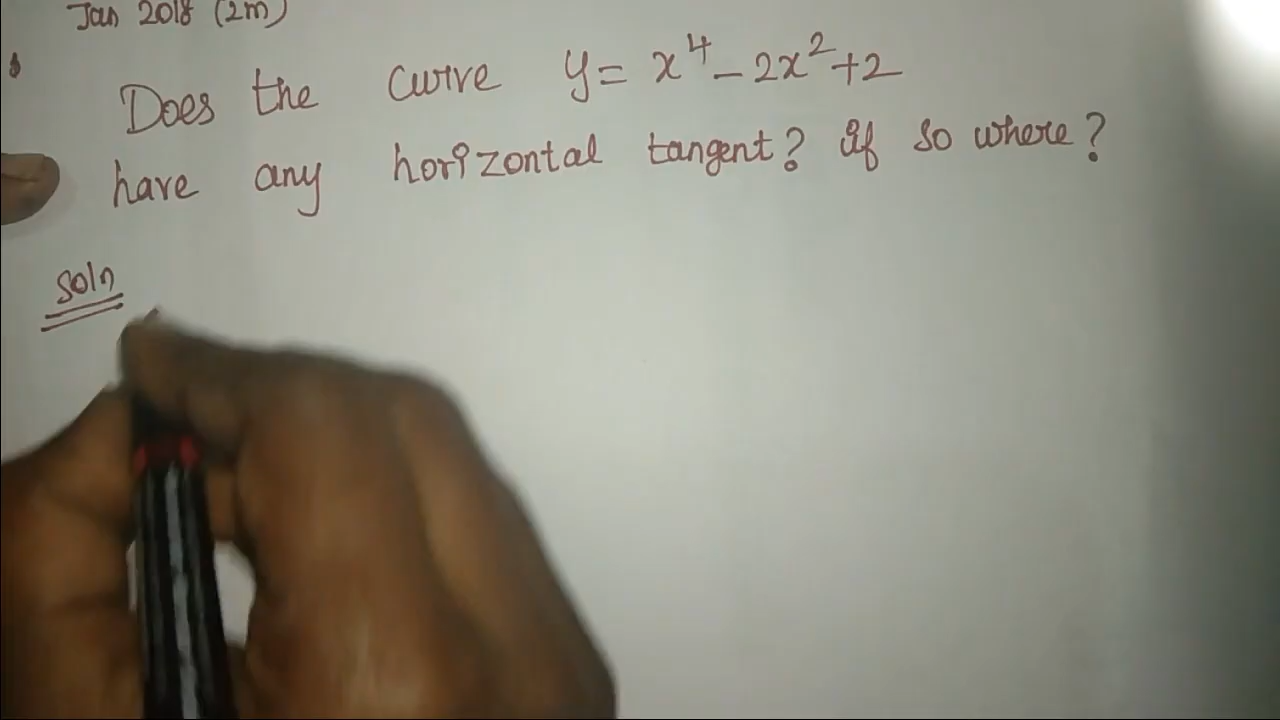 Jan 2018 (2m)
Does the curve y = x⁴ - 2x² + 2
have any horizontal tangent? if so where?
Soln